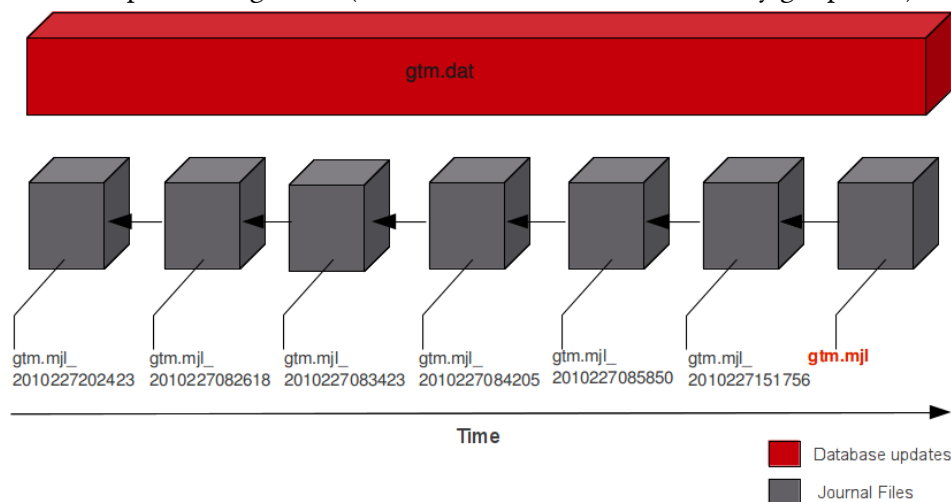 gtm.dat
gtm.mjl_
2010227202423
gtm.mjl_
2010227082618
gtm.mjl_
2010227083423
gtm.mjl_
2010227084205
gtm.mjl_
2010227085850
gtm.mjl_
2010227151756
gtm.mjl
Time
Database updates
Journal Files